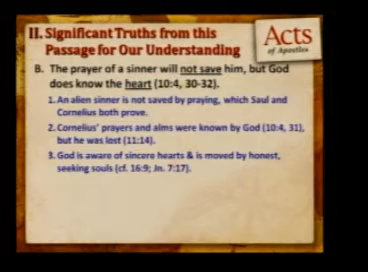 II. Significant Truths from this
Passage for Our Understanding
Acts
of Apostles
B. The prayer of a sinner will not save him, but God
does know the heart (10:4, 30-32).
1. An alien sinner is not saved by praying, which Saul and
Cornelius both prove.
2. Cornelius' prayers and alms were known by God (10:4, 31),
but he was lost (11:14).
3. God is aware of sincere hearts & is moved by honest,
seeking souls (cf. 16:9; Jn. 7:17).